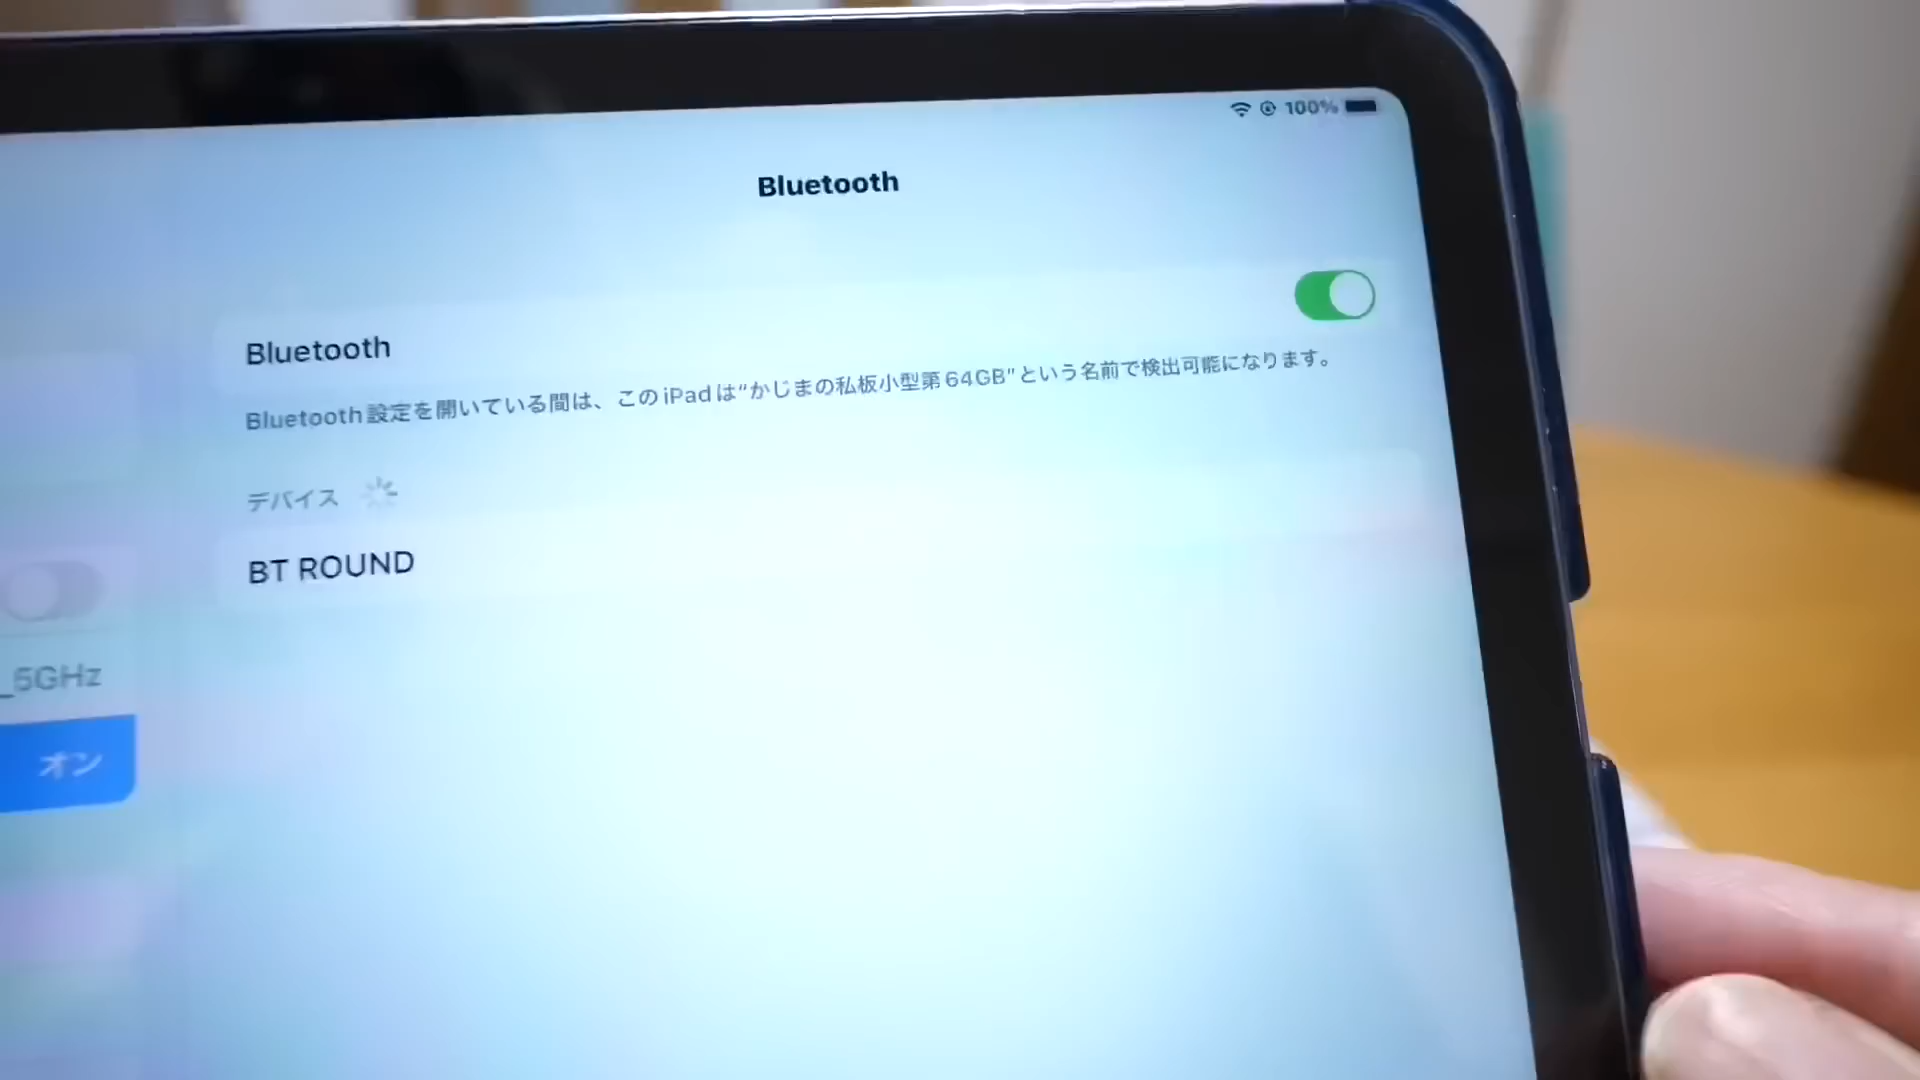 100%
Bluetooth
Bluetooth
Bluetooth設定を開いている間は、このiPadは“かじまの私板小型第64GB”という名前で検出可能になります。
デバイス
BT ROUND
_5GHz
オン